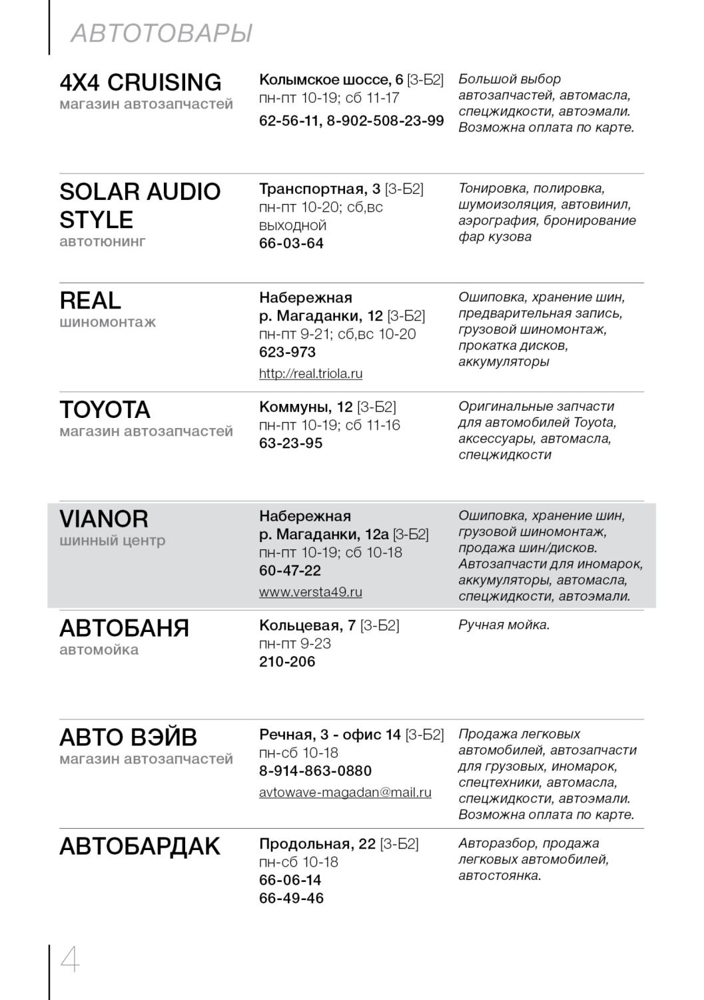 АВТОТОВАРЫ
4X4 CRUISING
магазин автозапчастей
Колымское шоссе, 6 [3-Б2]
пн-пт 10-19; сб 11-17
62-56-11, 8-902-508-23-99
Большой выбор
автозапчастей, автомасла,
спецжидкости, автоэмали.
Возможна оплата по карте.
SOLAR AUDIO
STYLE
автотюнинг
Транспортная, 3 [3-Б2]
пн-пт 10-20; сб,вс
выходной
66-03-64
Тонировка, полировка,
шумоизоляция, автовинил,
аэрография, бронирование
фар кузова
REAL
шиномонтаж
Набережная
р. Магаданки, 12 [3-Б2]
пн-пт 9-21; сб,вс 10-20
623-973
http://real.triola.ru
Ошиповка, хранение шин,
предварительная запись,
грузовой шиномонтаж,
прокатка дисков,
аккумуляторы
TOYOTA
магазин автозапчастей
Коммуны, 12 [3-Б2]
пн-пт 10-19; сб 11-16
63-23-95
Оригинальные запчасти
для автомобилей Toyota,
аксессуары, автомасла,
спецжидкости
VIANOR
шинный центр
Набережная
р. Магаданки, 12а [3-Б2]
пн-пт 10-19; сб 10-18
60-47-22
www.versta49.ru
Ошиповка, хранение шин,
грузовой шиномонтаж,
продажа шин/дисков.
Автозапчасти для иномарок,
аккумуляторы, автомасла,
спецжидкости, автоэмали.
АВТОБАНЯ
автомойка
Кольцевая, 7 [3-Б2]
пн-пт 9-23
210-206
Ручная мойка.
АВТО ВЭЙВ
магазин автозапчастей
Речная, 3 - офис 14 [3-Б2]
пн-сб 10-18
8-914-863-0880
avtowave-magadan@mail.ru
Продажа легковых
автомобилей, автозапчасти
для грузовых, иномарок,
спецтехники, автомасла,
спецжидкости, автоэмали.
Возможна оплата по карте.
АВТОБАРДАК
Продольная, 22 [3-Б2]
пн-сб 10-18
66-06-14
66-49-46
Авторазбор, продажа
легковых автомобилей,
автостоянка.
4